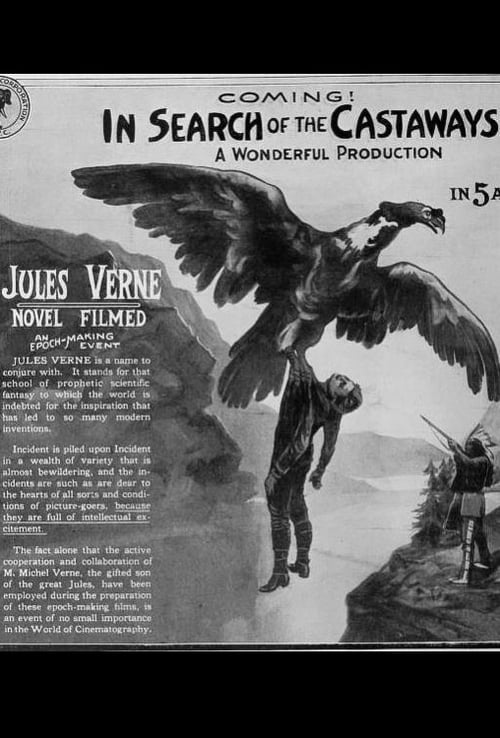 CORPORATION
C.
COMING!
IN SEARCH OF THE CASTAWAYS
A WONDERFUL PRODUCTION
IN 5 A
JULES VERNE
NOVEL FILMED
AN
EPOCH-MAKING
EVENT
JULES VERNE is a name to
conjure with. It stands for that
school of prophetic scientific
fantasy to which the world is
indebted for the inspiration that
has led to so many modern
inventions.
Incident is piled upon Incident
in a wealth of variety that is
almost bewildering, and the in-
cidents are such as are dear to
the hearts of all sorts and condi-
tions of picture-goers, because
they are full of intellectual ex-
citement.
The fact alone that the active
cooperation and collaboration of
M. Michel Verne, the gifted son
of the great Jules, have been
employed during the preparation
of these epoch-making films, is
an event of no small importance
in the World of Cinematography.